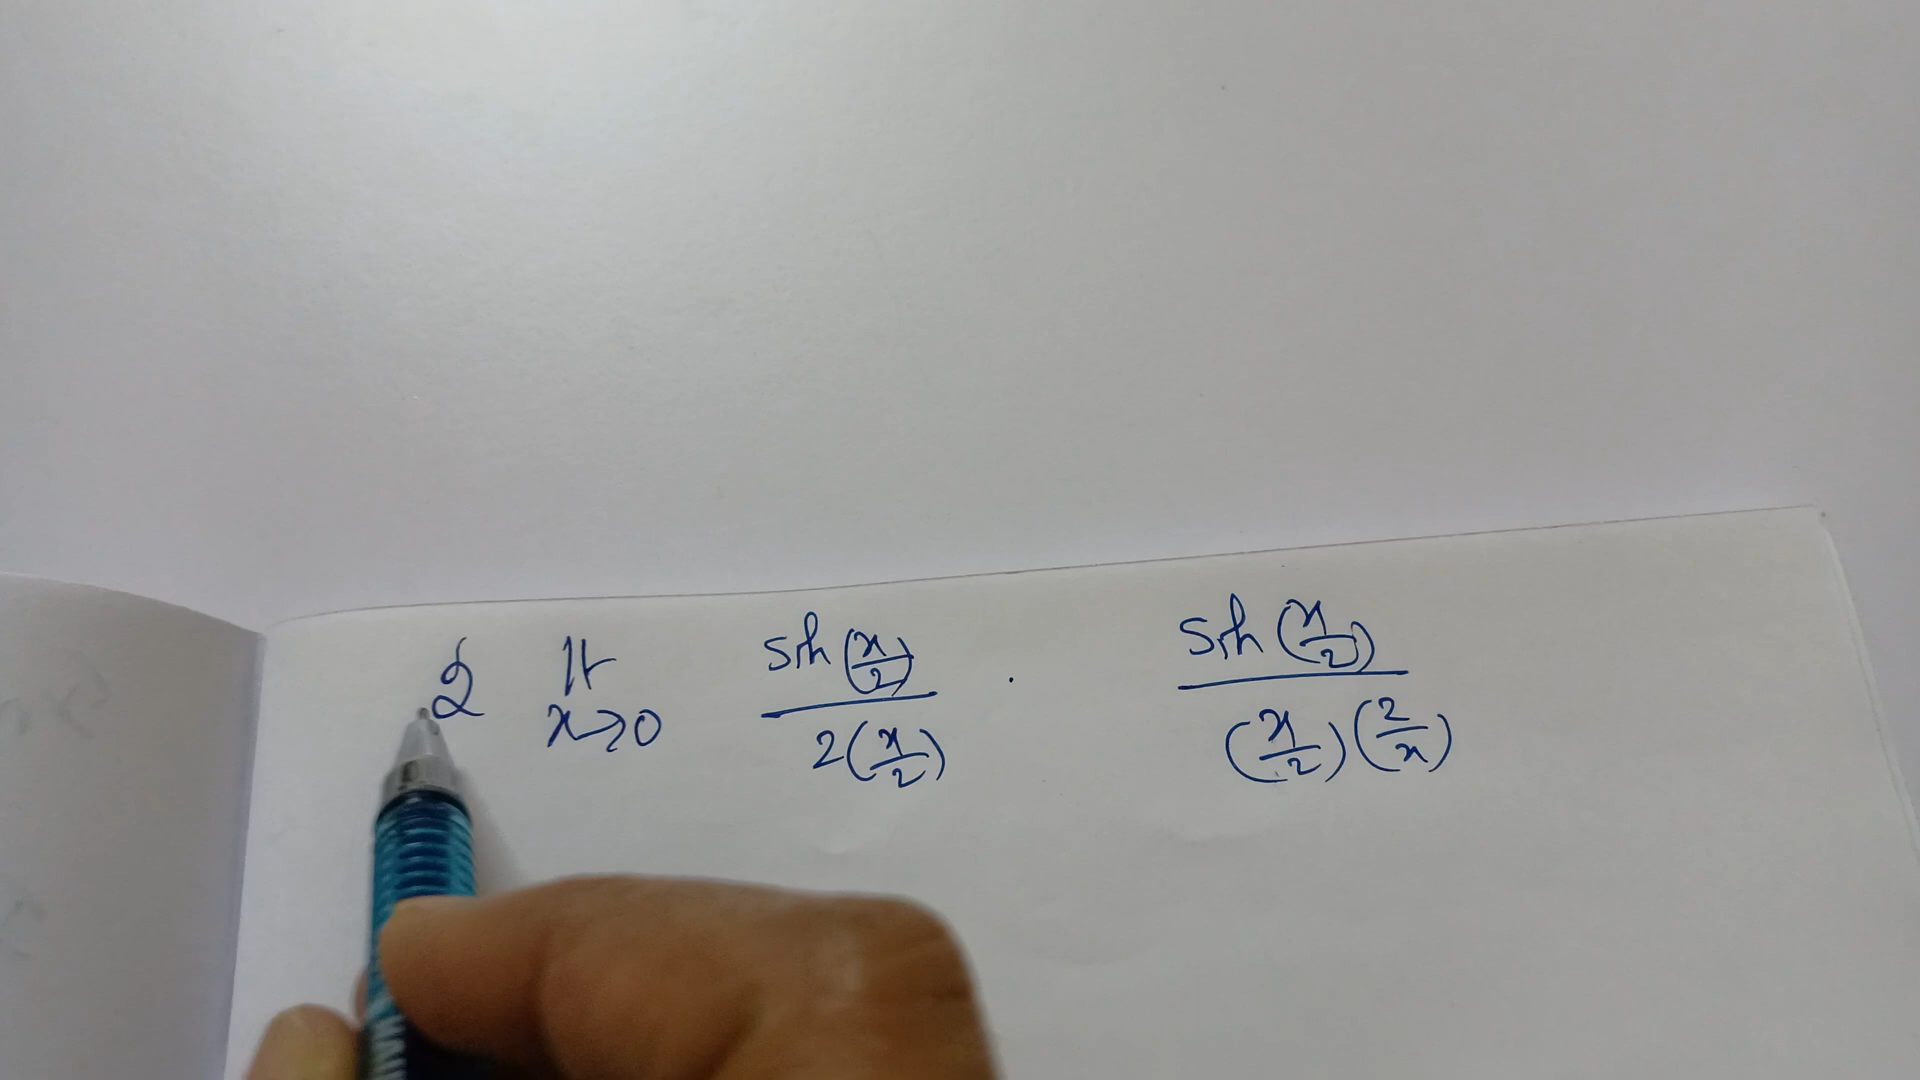 2 lt x→0 sin(x/2) / 2(x/2) . sin(x/2) / (x/2)(2/x)